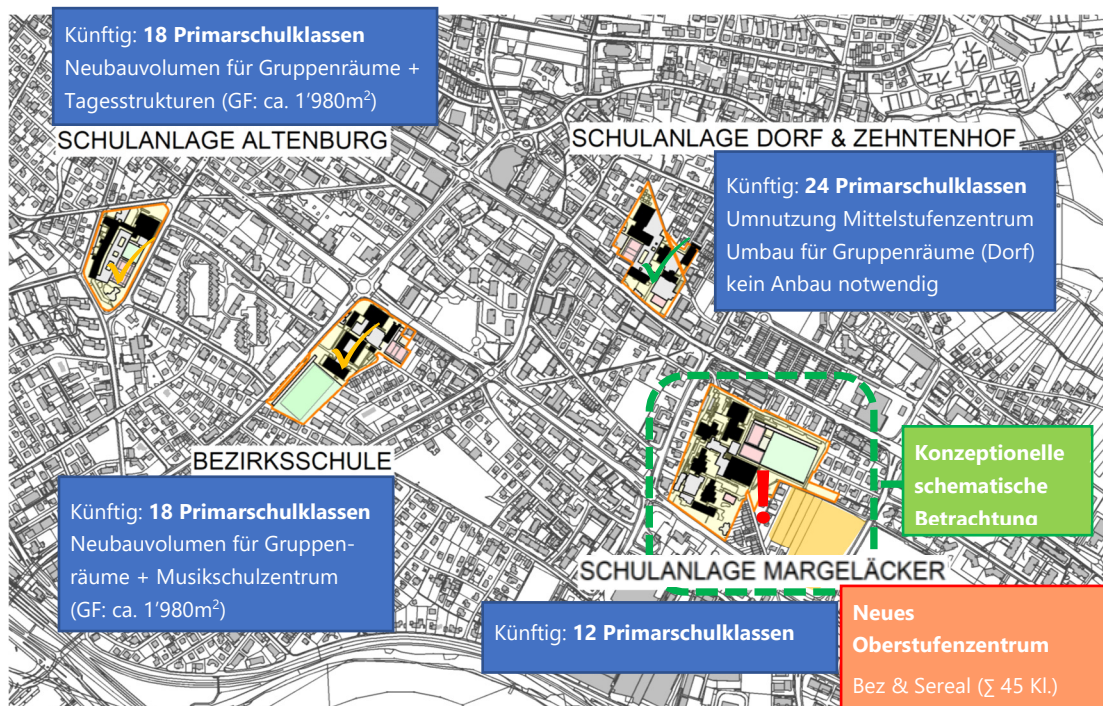 Künftig: 18 Primarschulklassen
Neubauvolumen für Gruppenräume +
Tagesstrukturen (GF: ca. 1’980m²)
SCHULANLAGE ALTENBURG
SCHULANLAGE DORF & ZEHNTENHOF
Künftig: 24 Primarschulklassen
Umnutzung Mittelstufenzentrum
Umbau für Gruppenräume (Dorf)
kein Anbau notwendig
BEZIRKSSCHULE
Künftig: 18 Primarschulklassen
Neubauvolumen für Gruppen-
räume + Musikschulzentrum
(GF: ca. 1’980m²)
Konzeptionelle
schematische
Betrachtung
SCHULANLAGE MARGELÄCKER
Künftig: 12 Primarschulklassen
Neues
Oberstufenzentrum
Bez & Sereal (∑ 45 Kl.)